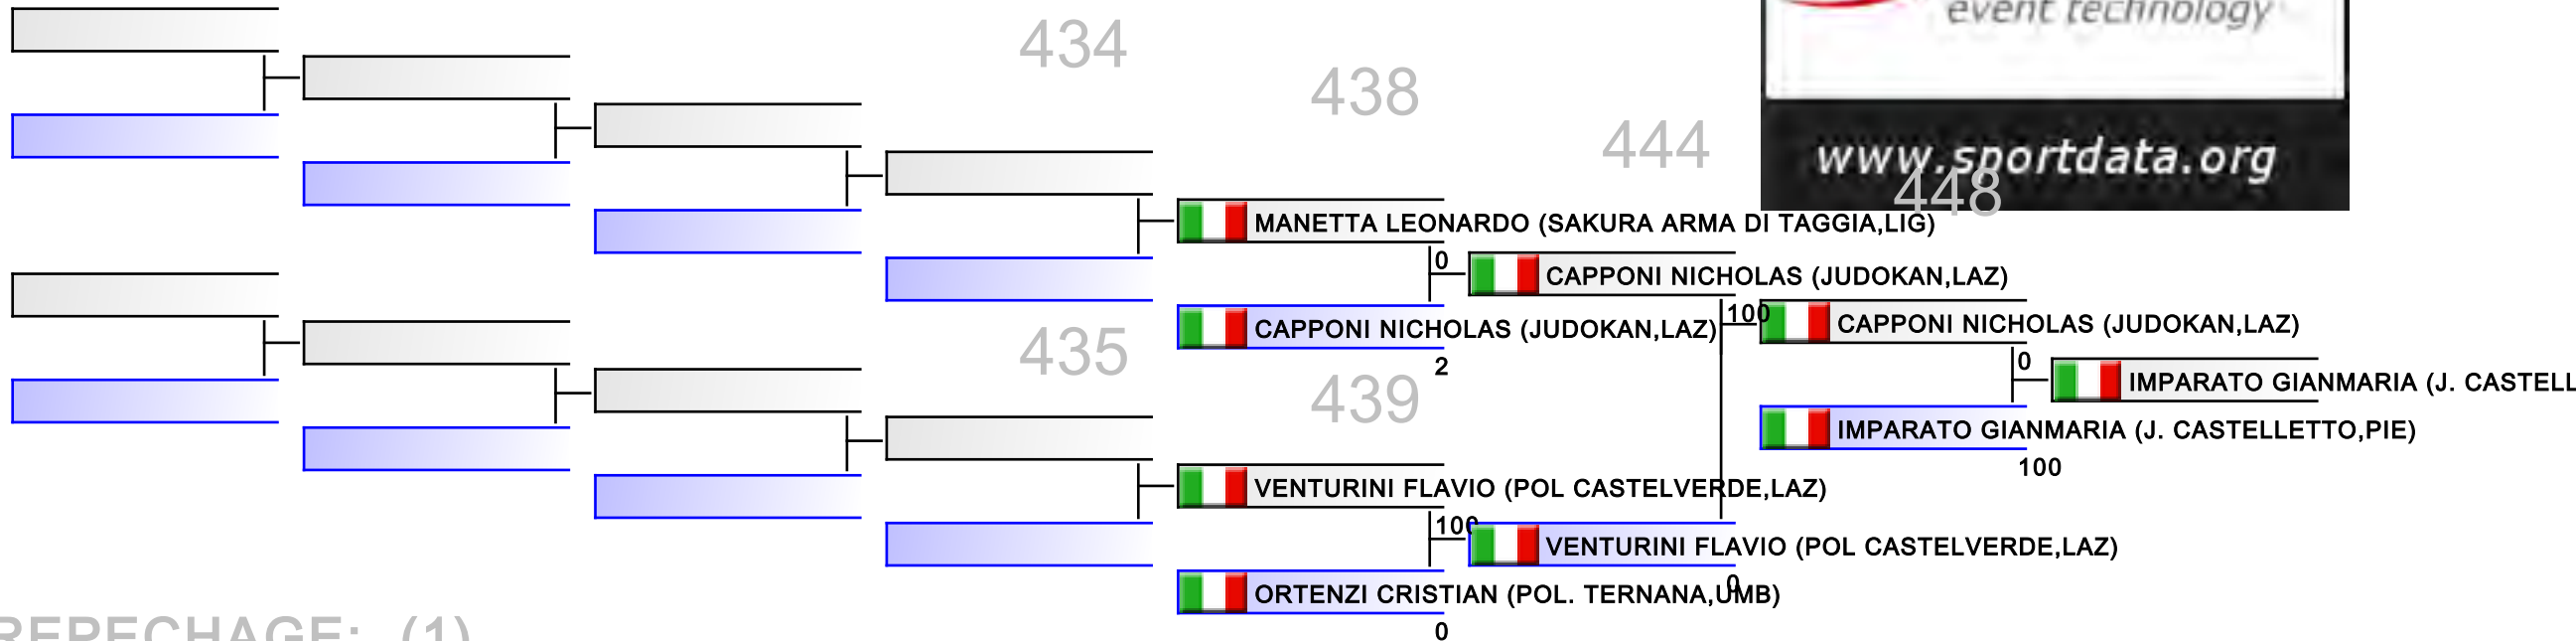 event technology
434
438
444
www.sportdata.org
448
MANETTA LEONARDO (SAKURA ARMA DI TAGGIA,LIG)
0
CAPPONI NICHOLAS (JUDOKAN,LAZ)
100
CAPPONI NICHOLAS (JUDOKAN,LAZ)
CAPPONI NICHOLAS (JUDOKAN,LAZ)
2
435
0
IMPARATO GIANMARIA (J. CASTELL
439
IMPARATO GIANMARIA (J. CASTELLETTO,PIE)
100
VENTURINI FLAVIO (POL CASTELVERDE,LAZ)
100
VENTURINI FLAVIO (POL CASTELVERDE,LAZ)
0
ORTENZI CRISTIAN (POL. TERNANA,UMB)
0
REPECHAGE: (1)